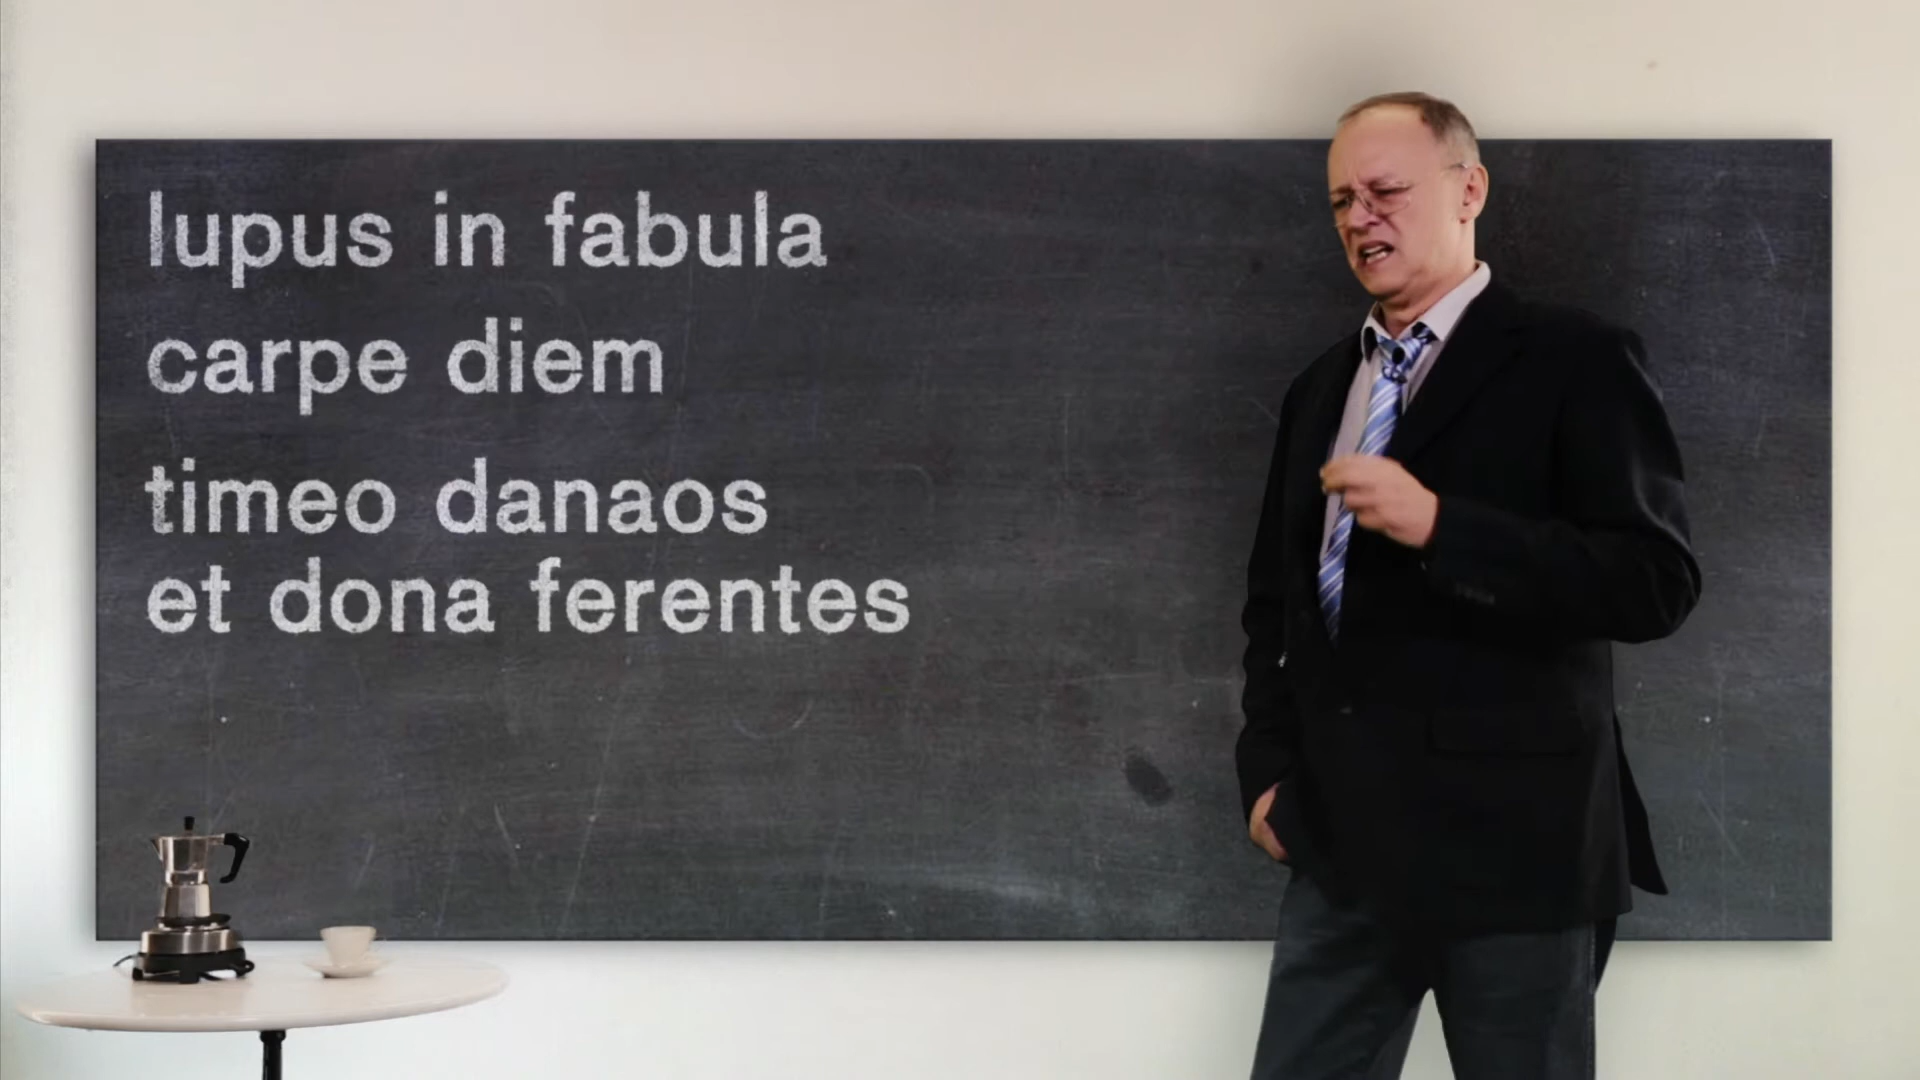 lupus in fabula
carpe diem
timeo danaos
et dona ferentes